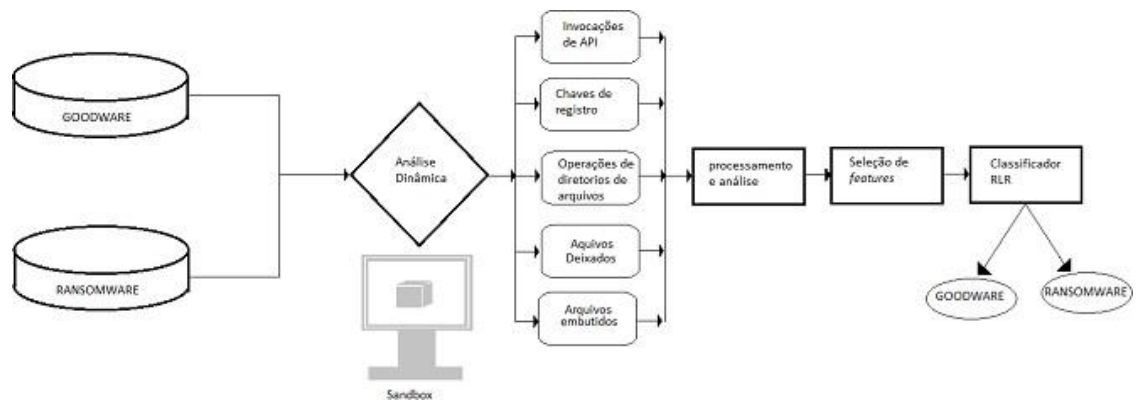 GOODWARE
RANSOMWARE
Análise
Dinâmica
Sandbox
Invocações
de API
Chaves de
registro
Operações de
diretorios de
arquivos
Aquivos
Deixados
Arquivos
embutidos
processamento
e análise
Seleção de
features
Classificador
RLR
GOODWARE
RANSOMWARE